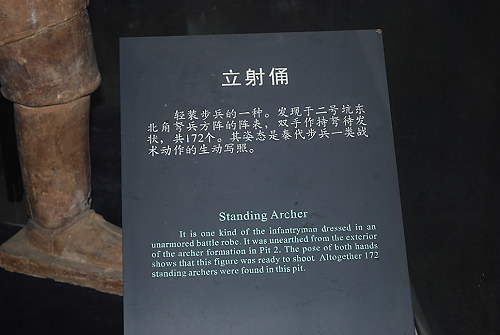 立射俑
轻装步兵的一种。发现于二号坑东
北角弩兵方阵的阵表，双手作持弩待发
状，共172个。其姿态是秦代步兵一类战
术动作的生动写照。
Standing Archer
It is one kind of the infantryman dressed in an
unarmored battle robe. It was unearthed from the exterior
of the archer formation in Pit 2. The pose of both hands
shows that this figure was ready to shoot. Altogether 172
standing archers were found in this pit.